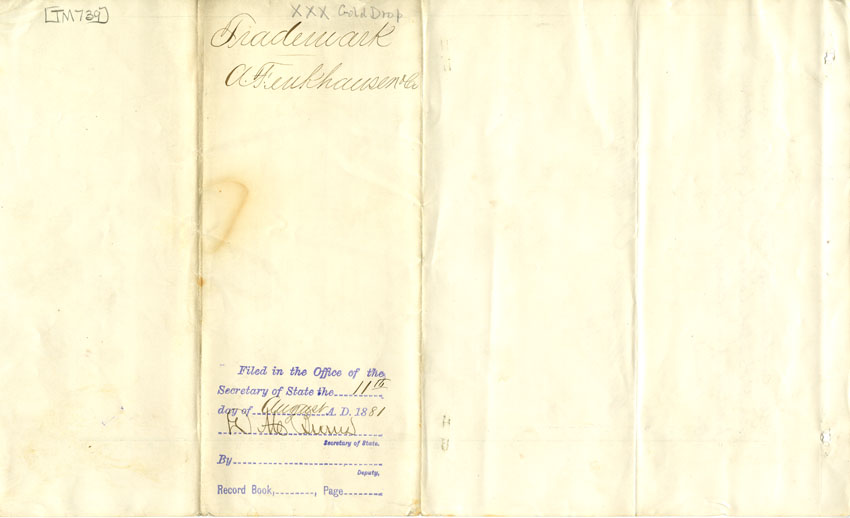 [TM739]
XXX Gold Drop
Trademark
A Fenkhausen & Co
Filed in the Office of the
Secretary of State the 11th
day of August A. D. 1881
Secretary of State.
By
Deputy,
Record Book, , Page